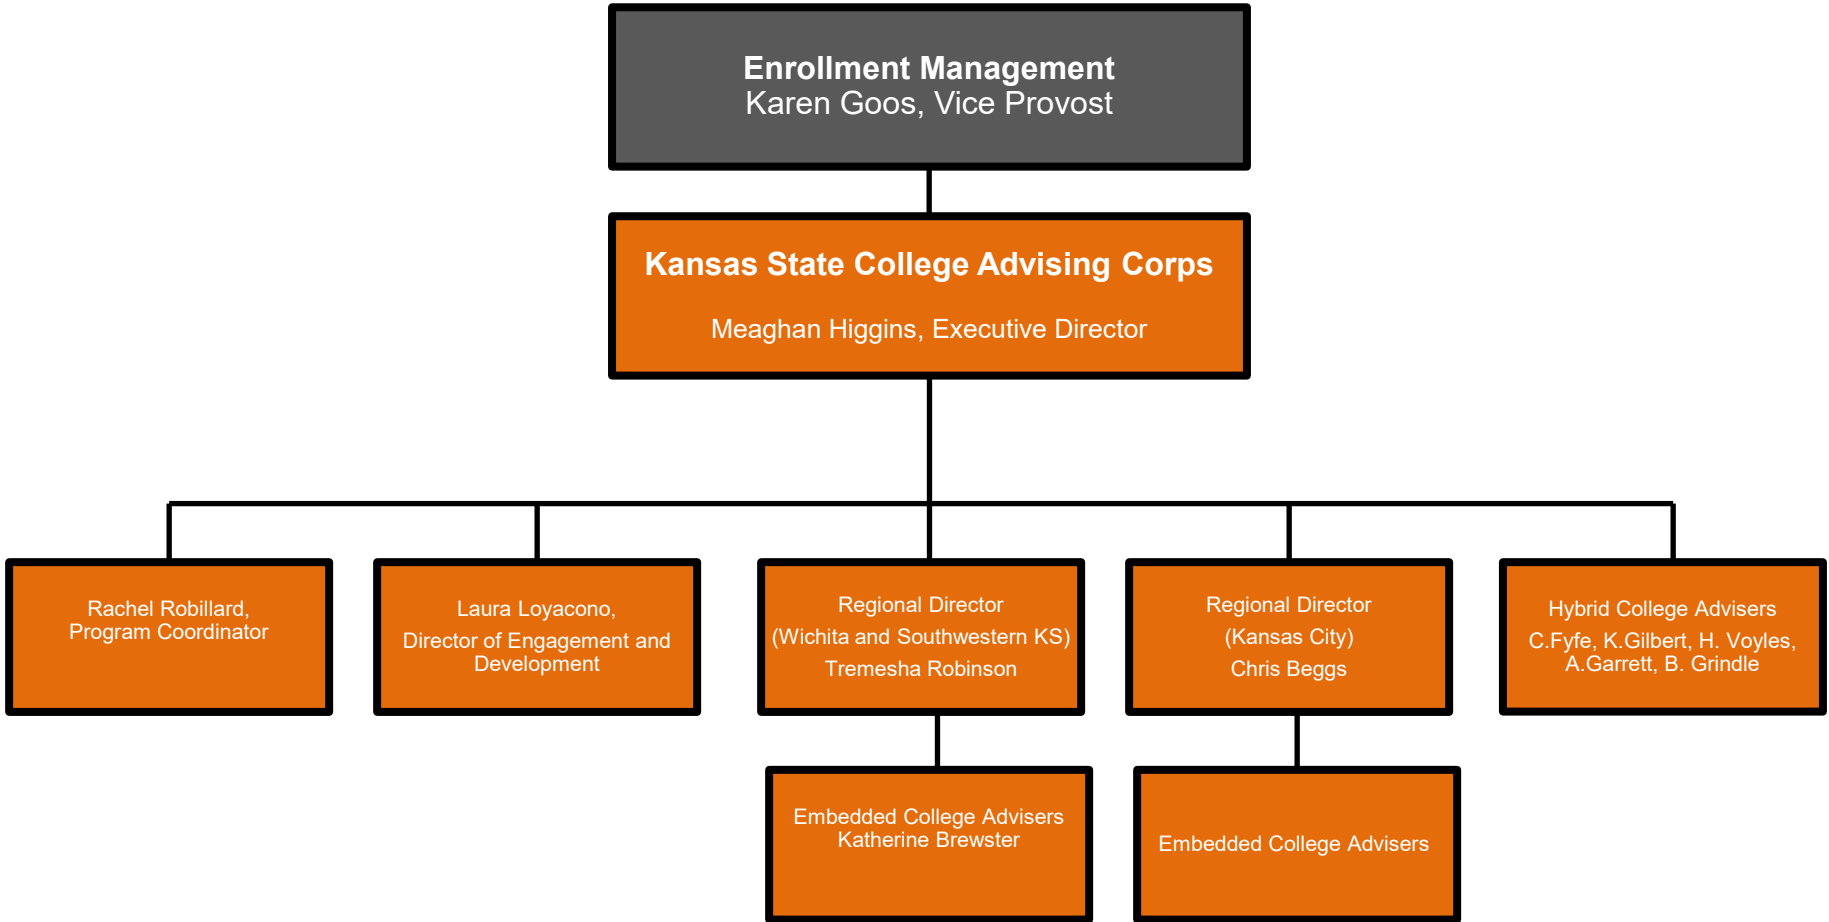 Enrollment Management
Karen Goos, Vice Provost
Kansas State College Advising Corps
Meaghan Higgins, Executive Director
Rachel Robillard,
Program Coordinator
Laura Loyacono,
Director of Engagement and
Development
Regional Director
(Wichita and Southwestern KS)
Tremesha Robinson
Regional Director
(Kansas City)
Chris Beggs
Hybrid College Advisers
C.Fyfe, K.Gilbert, H. Voyles,
A.Garrett, B. Grindle
Embedded College Advisers
Katherine Brewster
Embedded College Advisers